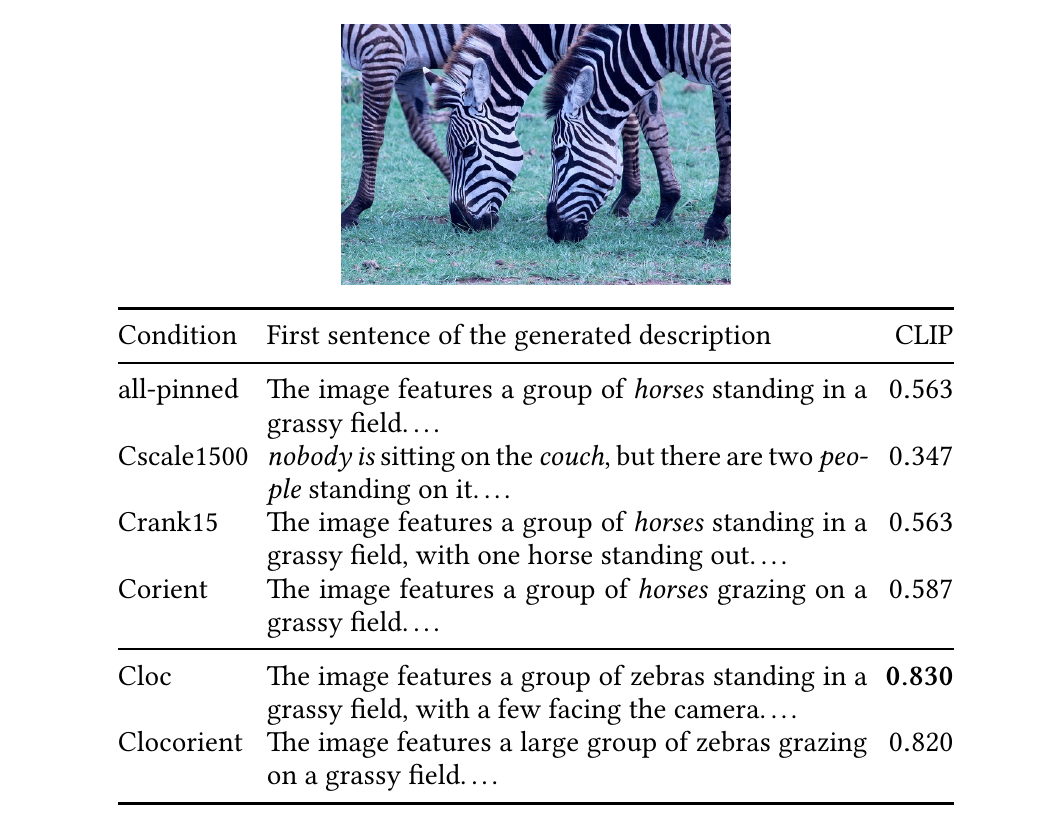 Condition First sentence of the generated description CLIP
all-pinned The image features a group of horses standing in a 0.563
grassy field. . . .
Cscale1500 nobody is sitting on the couch, but there are two peo- 0.347
ple standing on it. . . .
Crank15 The image features a group of horses standing in a 0.563
grassy field, with one horse standing out. . . .
Corient The image features a group of horses grazing on a 0.587
grassy field. . . .
Cloc The image features a group of zebras standing in a 0.830
grassy field, with a few facing the camera. . . .
Clocorient The image features a large group of zebras grazing 0.820
on a grassy field. . . .